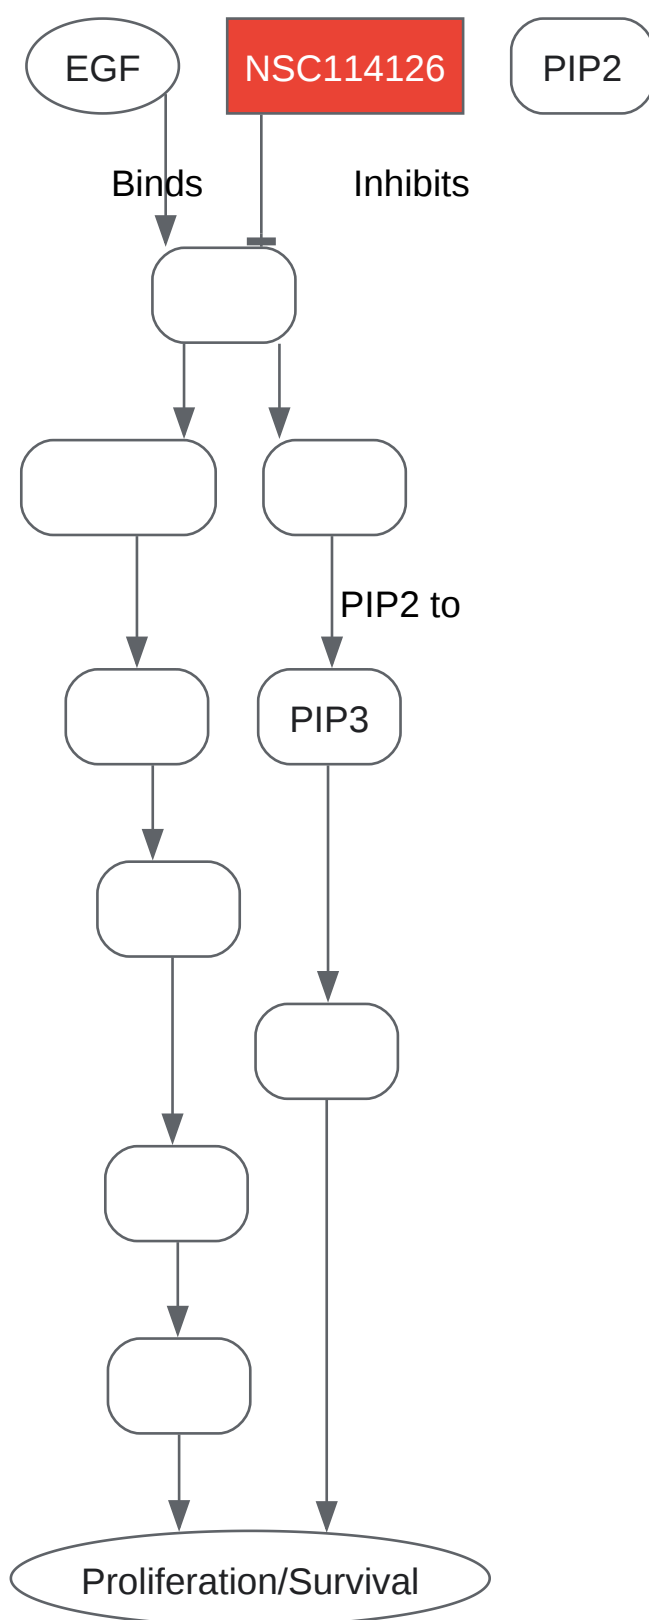 EGF
NSC114126
PIP2
Binds
Inhibits
PIP2 to
PIP3
Proliferation/Survival